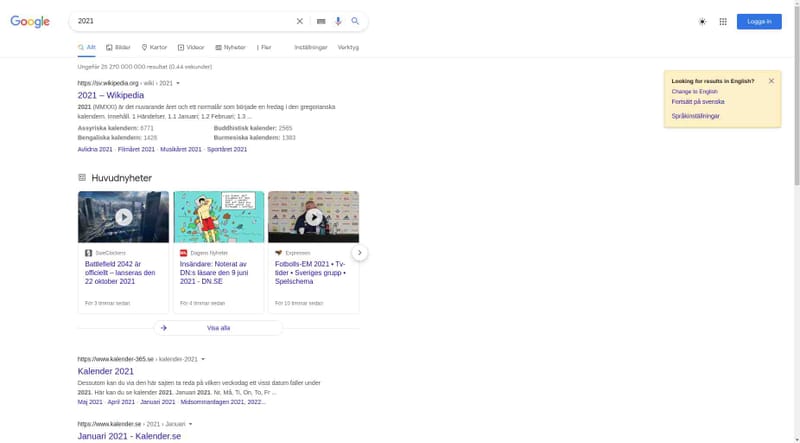 Google
2021
Logga in
Allt
Bilder
Kartor
Videor
Nyheter
Fler
Inställningar
Verktyg
Ungefär 25 270 000 000 resultat (0,44 sekunder)
https://sv.wikipedia.org › wiki › 2021
2021 – Wikipedia
2021 (MMXXI) är det nuvarande året och ett normalår som började en fredag i den gregorianska
kalendern. Innehåll. 1 Händelser. 1.1 Januari; 1.2 Februari; 1.3 ...
Assyriska kalendern: 6771
Buddhistisk kalender: 2565
Bengaliska kalendern: 1428
Burmesiska kalendern: 1383
Avlidna 2021 · Filmåret 2021 · Musikåret 2021 · Sportåret 2021
Looking for results in English?
Change to English
Fortsätt på svenska
Språkinställningar
Huvudnyheter
SweClockers
Battlefield 2042 är
officiellt – lanseras den
22 oktober 2021
För 3 timmar sedan
Dagens Nyheter
Insändare: Noterat av
DN:s läsare den 9 juni
2021 - DN.SE
För 4 timmar sedan
Expressen
Fotbolls-EM 2021 • Tv-
tider • Sveriges grupp •
Spelschema
För 10 timmar sedan
Visa alla
https://www.kalender-365.se › kalender-2021
Kalender 2021
Dessutom kan du via den här sajten ta reda på vilken veckodag ett visst datum faller under
2021. Här kan du se kalender 2021. Januari 2021. Nr, Må, Ti, On, To, Fr ...
Maj 2021 · April 2021 · Januari 2021 · Midsommardagen 2021, 2022...
https://www.kalender.se › 2021 › Januari
Januari 2021 - Kalender.se